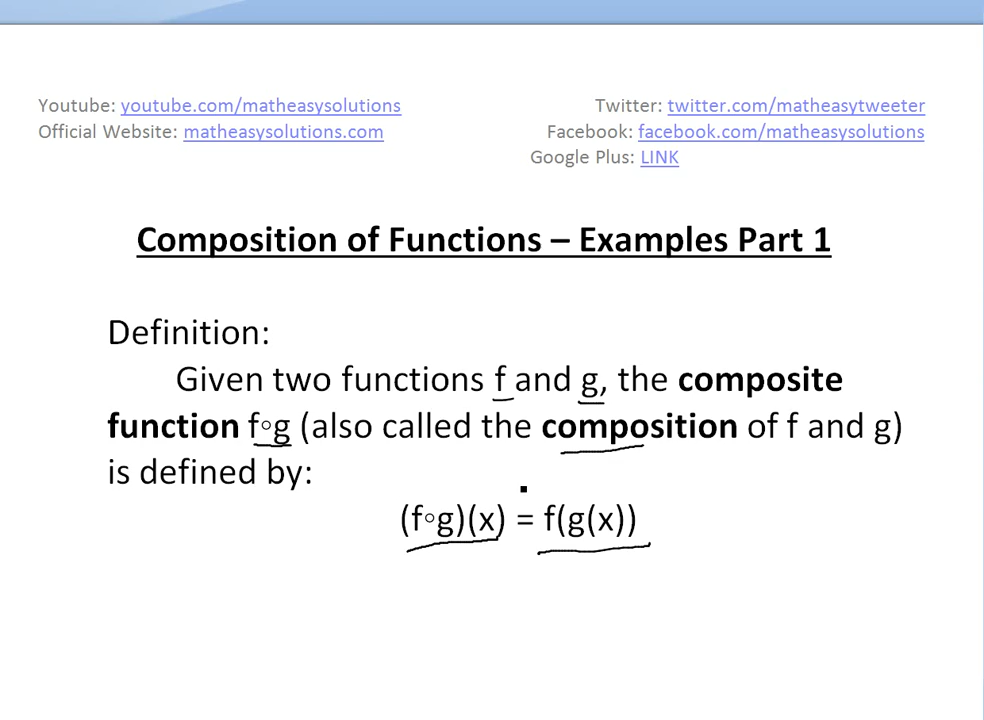 Youtube: youtube.com/matheasysolutions
Twitter: twitter.com/matheasytweeter
Official Website: matheasysolutions.com
Facebook: facebook.com/matheasysolutions
Google Plus: LINK
Composition of Functions – Examples Part 1
Definition:
Given two functions f and g, the composite
function f∘g (also called the composition of f and g)
is defined by:
(f∘g)(x) = f(g(x))